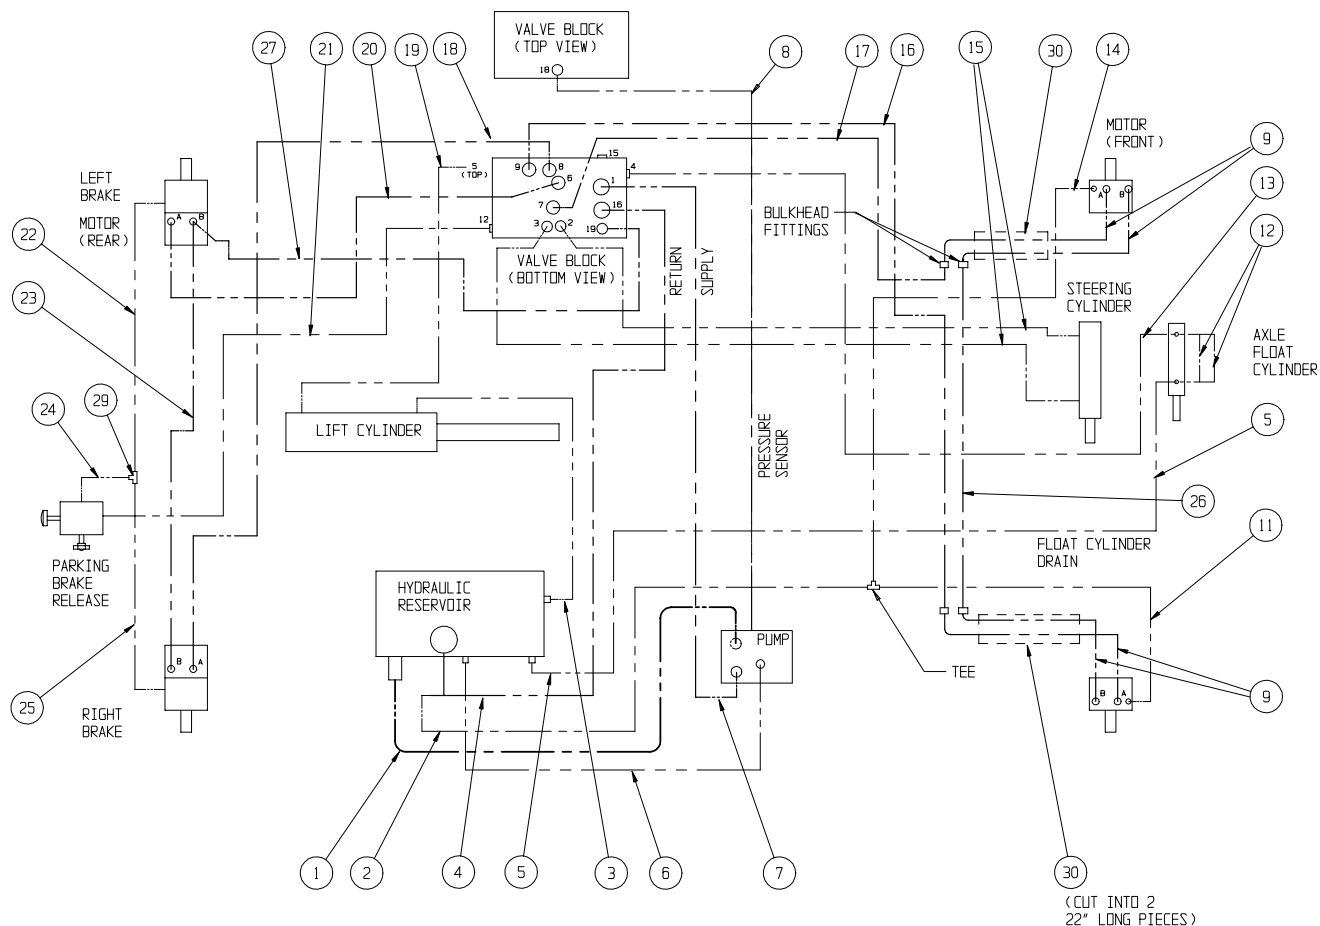 VALVE BLOCK
(TOP VIEW)
18
27
21
20
19
18
8
17
16
15
30
14
MOTOR
(FRONT)
9
A
B
13
12
LEFT
BRAKE
A
B
MOTOR
(REAR)
5
(TOP)
9
8
6
15
4
1
7
16
12
3
2
19
VALVE BLOCK
(BOTTOM VIEW)
RETURN
SUPPLY
BULKHEAD
FITTINGS
STEERING
CYLINDER
AXLE
FLOAT
CYLINDER
22
23
24
29
LIFT CYLINDER
PRESSURE
SENSOR
5
26
FLOAT CYLINDER
DRAIN
11
PARKING
BRAKE
RELEASE
HYDRAULIC
RESERVOIR
PUMP
TEE
B
A
25
RIGHT
BRAKE
B
A
9
1
2
4
5
3
6
7
30
(CUT INTO 2
22" LONG PIECES)